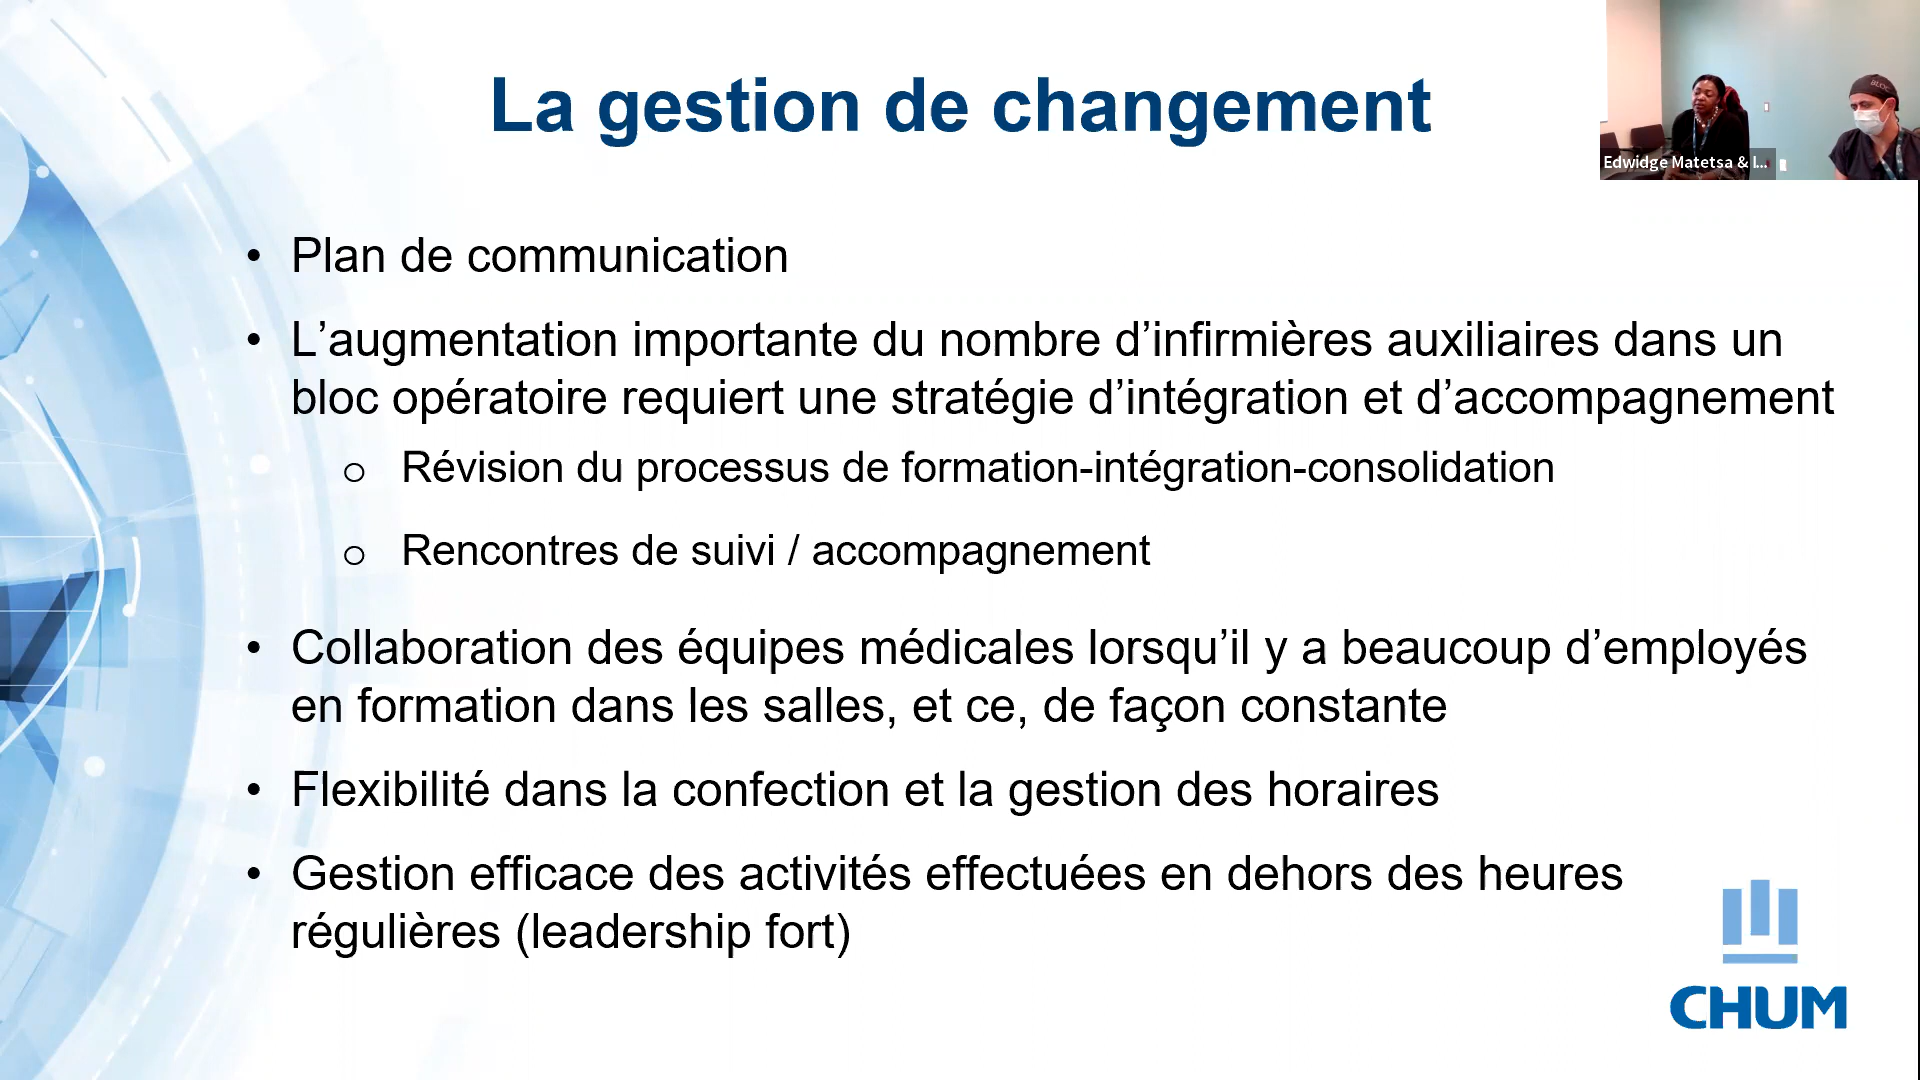 La gestion de changement
BLOC
Edwidge Matetsa & I...
• Plan de communication
• L’augmentation importante du nombre d’infirmières auxiliaires dans un
bloc opératoire requiert une stratégie d’intégration et d’accompagnement
o Révision du processus de formation-intégration-consolidation
o Rencontres de suivi / accompagnement
• Collaboration des équipes médicales lorsqu’il y a beaucoup d’employés
en formation dans les salles, et ce, de façon constante
• Flexibilité dans la confection et la gestion des horaires
• Gestion efficace des activités effectuées en dehors des heures
régulières (leadership fort)
CHUM